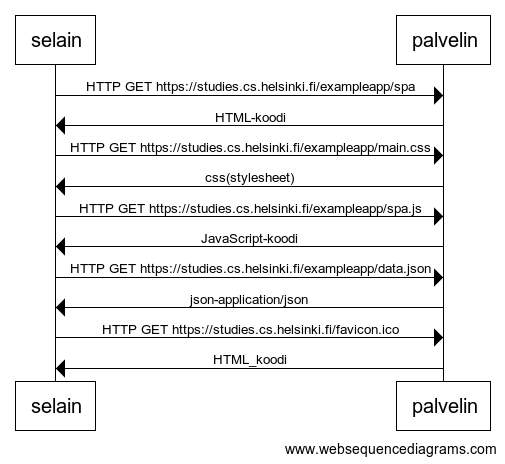 selain palvelin
HTTP GET https://studies.cs.helsinki.fi/exampleapp/spa
HTML-koodi
HTTP GET https://studies.cs.helsinki.fi/exampleapp/main.css
css(stylesheet)
HTTP GET https://studies.cs.helsinki.fi/exampleapp/spa.js
JavaScript-koodi
HTTP GET https://studies.cs.helsinki.fi/exampleapp/data.json
json-application/json
HTTP GET https://studies.cs.helsinki.fi/favicon.ico
HTML_koodi
selain palvelin
www.websequencediagrams.com